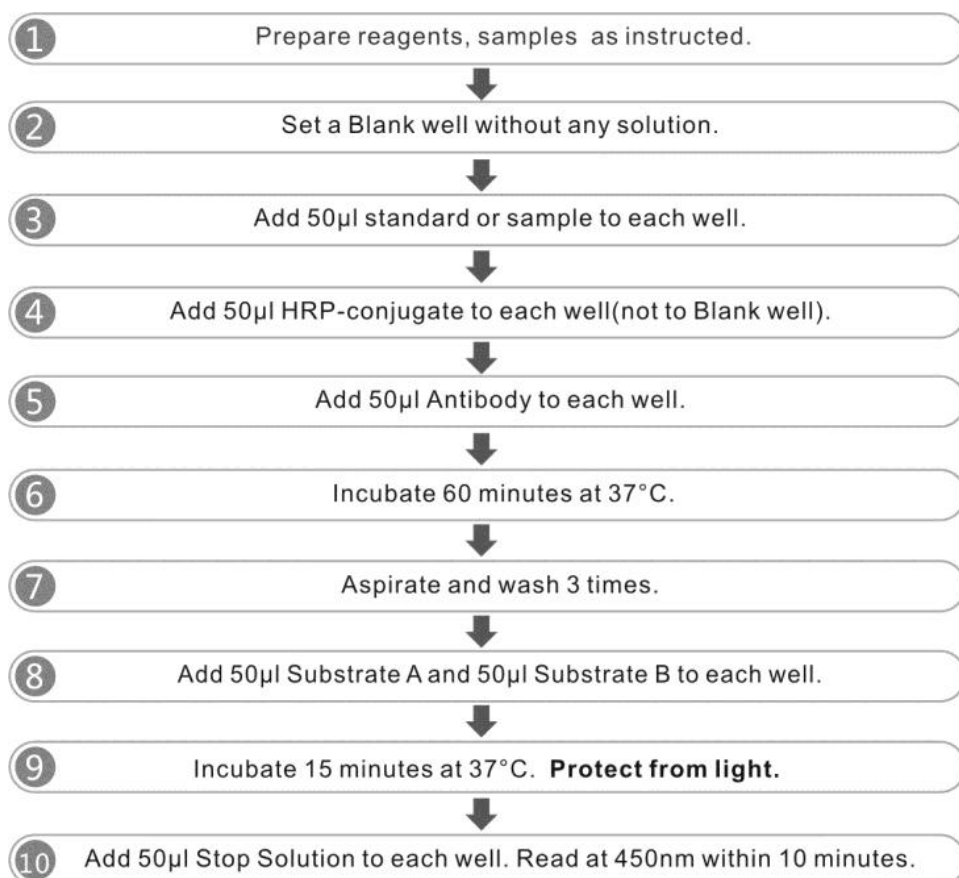 1 Prepare reagents, samples as instructed.
2 Set a Blank well without any solution.
3 Add 50µl standard or sample to each well.
4 Add 50µl HRP-conjugate to each well(not to Blank well).
5 Add 50µl Antibody to each well.
6 Incubate 60 minutes at 37°C.
7 Aspirate and wash 3 times.
8 Add 50µl Substrate A and 50µl Substrate B to each well.
9 Incubate 15 minutes at 37°C. Protect from light.
10 Add 50µl Stop Solution to each well. Read at 450nm within 10 minutes.